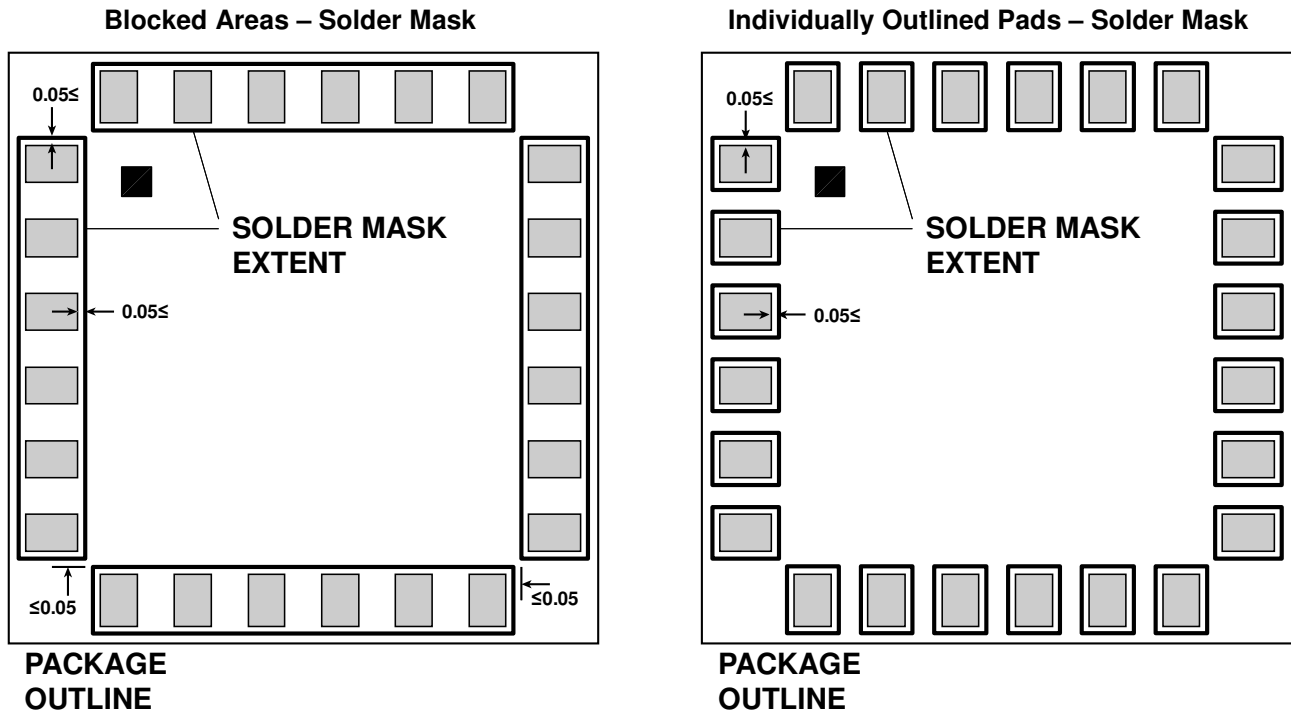 Blocked Areas – Solder Mask
0.05≤
SOLDER MASK
EXTENT
0.05≤
≤0.05
≤0.05
PACKAGE
OUTLINE
Individually Outlined Pads – Solder Mask
0.05≤
SOLDER MASK
EXTENT
0.05≤
PACKAGE
OUTLINE